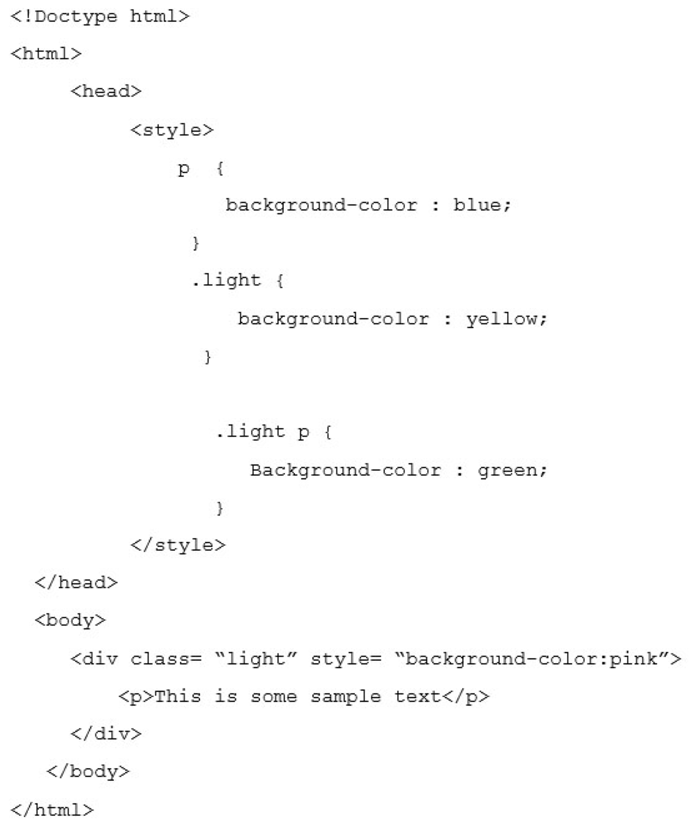 <!Doctype html>
<html>
<head>
<style>
p {
background-color : blue;
}
.light {
background-color : yellow;
}
.light p {
Background-color : green;
}
</style>
</head>
<body>
<div class= “light” style= “background-color:pink”>
<p>This is some sample text</p>
</div>
</body>
</html>